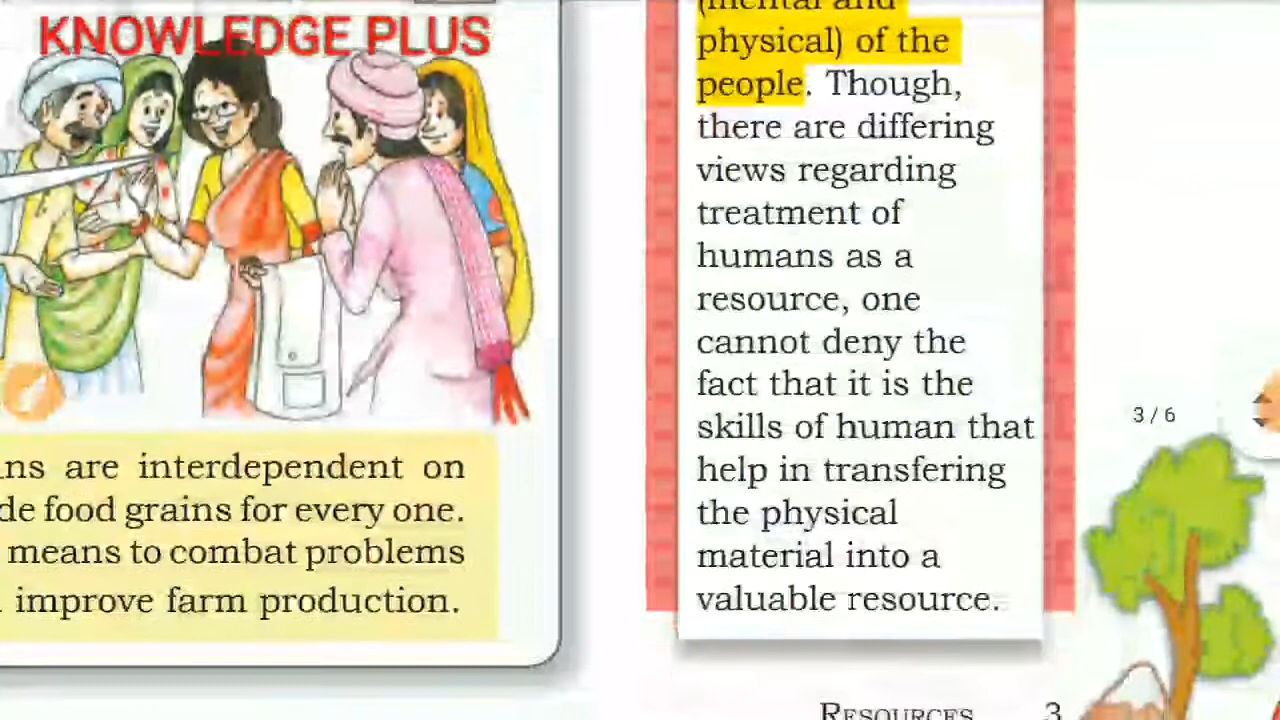 KNOWLEDGE PLUS
are interdependent on
food grains for every one.
means to combat problems
improve farm production.
(mental and
physical) of the
people. Though,
there are differing
views regarding
treatment of
humans as a
resource, one
cannot deny the
fact that it is the
skills of human that
help in transfering
the physical
material into a
valuable resource.
3 / 6
RESOURCES 3